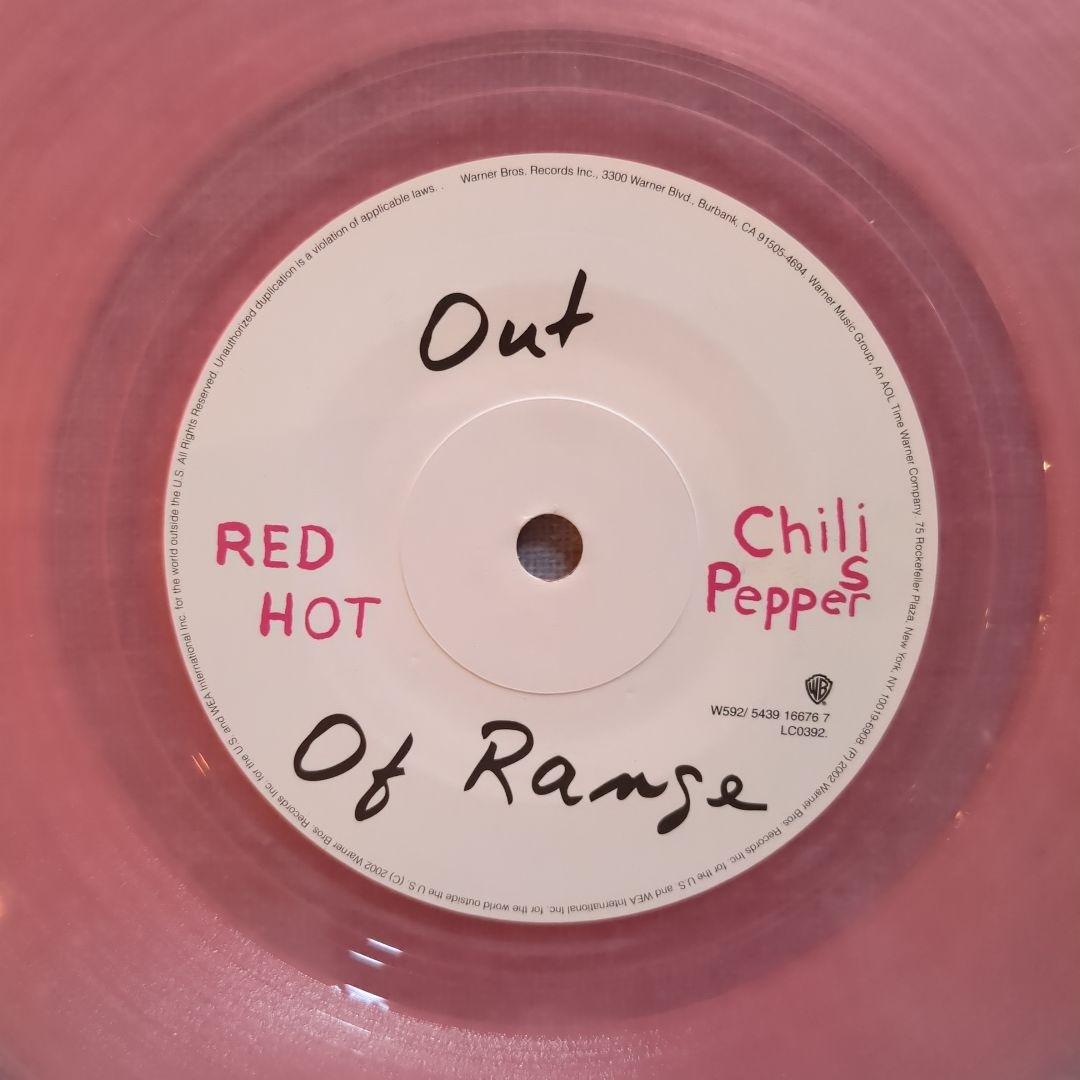 Warner Bros. Records Inc., 3300 Warner Blvd., Burbank, CA 91505-4694. Warner Music Group, An AOL Time Warner Company. 75 Rockefeller Plaza, New York, NY 10019-6908. (P) 2002 Warner Bros. Records Inc. for the U.S. and WEA International Inc. for the world outside the U.S. (C) 2002 Warner Bros. Records Inc. for the U.S. and WEA International Inc. for the world outside the U.S. All Rights Reserved. Unauthorized duplication is a violation of applicable laws. .
Out
RED
HOT
Chili
Peppers
WB
W592/ 5439 16676 7
LC0392.
Of Range